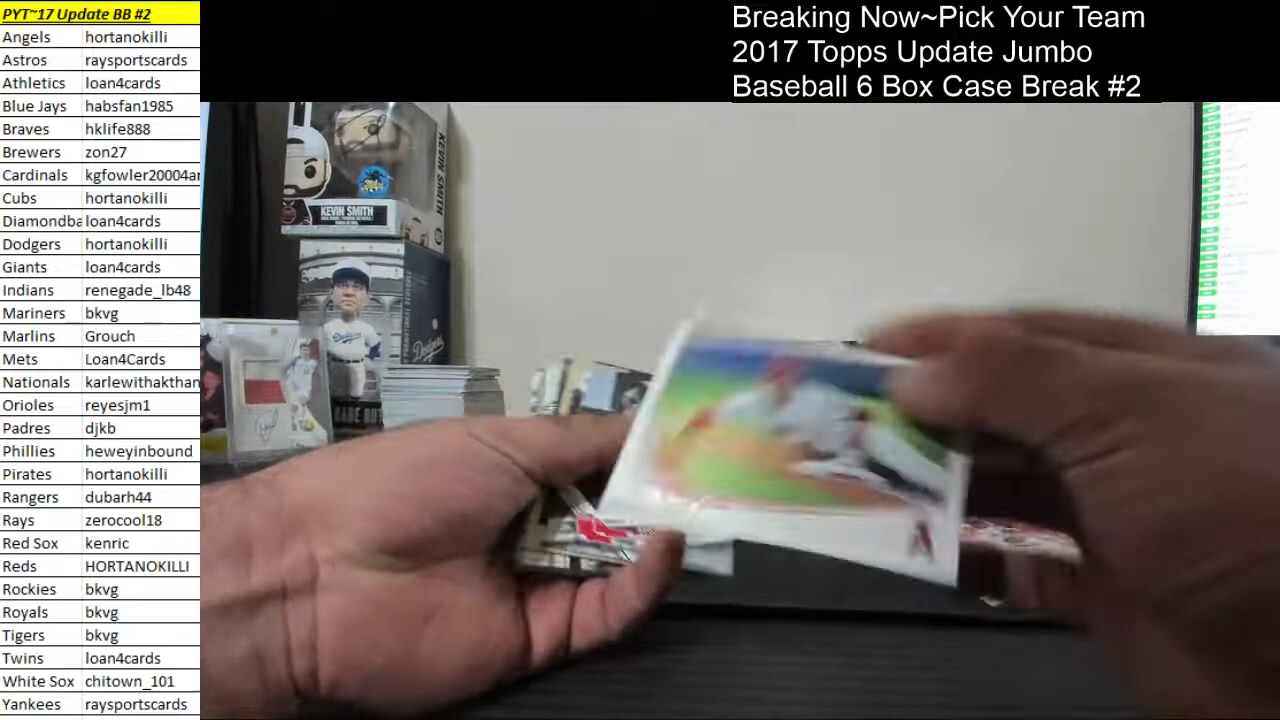 PYT~17 Update BB #2
Angels hortanokilli
Astros raysportscards
Athletics loan4cards
Blue Jays habsfan1985
Braves hklife888
Brewers zon27
Cardinals kgfowler20004ar
Cubs hortanokilli
Diamondba loan4cards
Dodgers hortanokilli
Giants loan4cards
Indians renegade_lb48
Mariners bkvg
Marlins Grouch
Mets Loan4Cards
Nationals karlewithakthan
Orioles reyesjm1
Padres djkb
Phillies heweyinbound
Pirates hortanokilli
Rangers dubarh44
Rays zerocool18
Red Sox kenric
Reds HORTANOKILLI
Rockies bkvg
Royals bkvg
Tigers bkvg
Twins loan4cards
White Sox chitown_101
Yankees raysportscards
Breaking Now~Pick Your Team
2017 Topps Update Jumbo
Baseball 6 Box Case Break #2
KEVIN SMITH
KEVIN SMITH
Dodgers
Dodgers